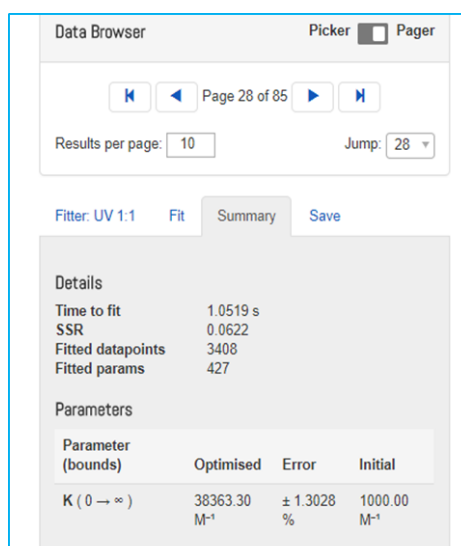 Data Browser Picker Pager
Page 28 of 85
Results per page: 10 Jump: 28
Fitter: UV 1:1 Fit Summary Save
Details
Time to fit 1.0519 s
SSR 0.0622
Fitted datapoints 3408
Fitted params 427
Parameters
Parameter
(bounds) Optimised Error Initial
K ( 0 → ∞ ) 38363.30 ± 1.3028 1000.00
M⁻¹ % M⁻¹